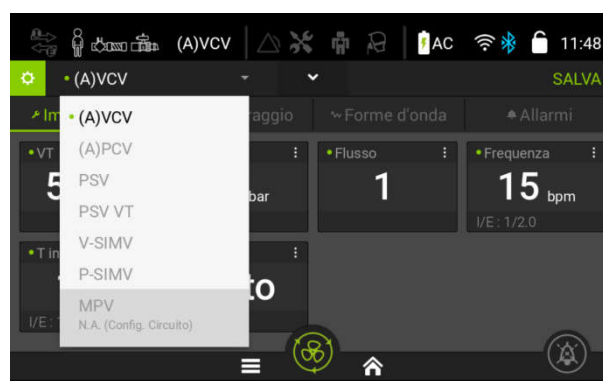 (A)VCV AC 11:48
(A)VCV SALVA
Im raggio Forme d'onda Allarmi
(A)VCV
(A)PCV
PSV
PSV VT
V-SIMV
P-SIMV
MPV
N.A. (Config. Circuito)
VT Flusso Frequenza
5 bar 1 15 bpm
I/E : 1/2.0
T in
to
I/E :